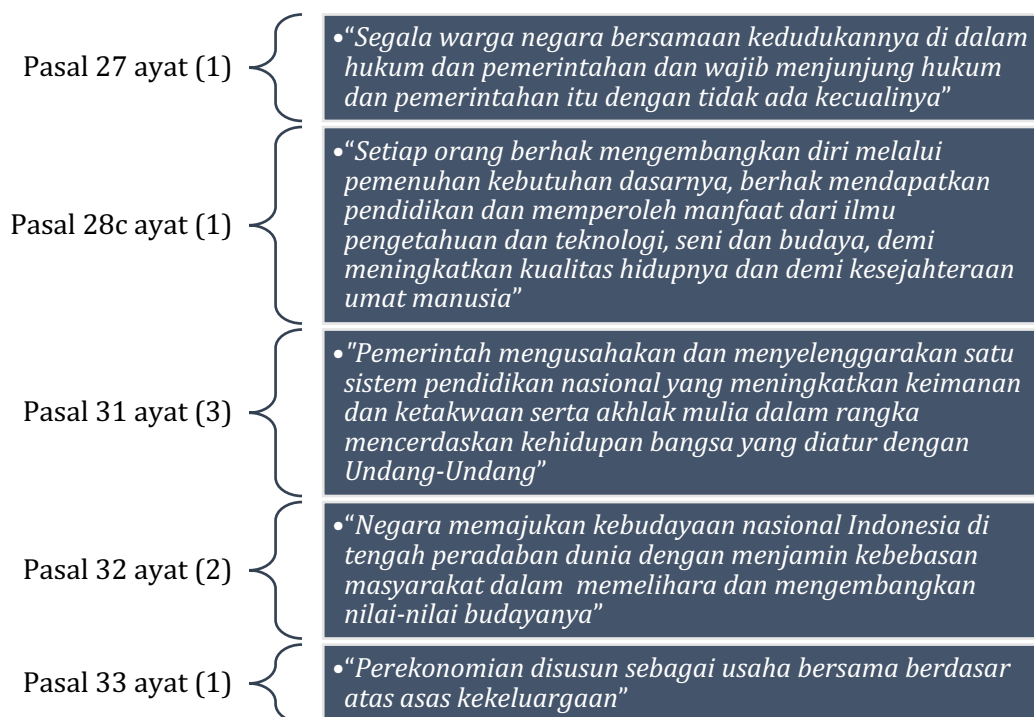 Pasal 27 ayat (1)
•“Segala warga negara bersamaan kedudukannya di dalam
hukum dan pemerintahan dan wajib menjunjung hukum
dan pemerintahan itu dengan tidak ada kecualinya”
Pasal 28c ayat (1)
•“Setiap orang berhak mengembangkan diri melalui
pemenuhan kebutuhan dasarnya, berhak mendapatkan
pendidikan dan memperoleh manfaat dari ilmu
pengetahuan dan teknologi, seni dan budaya, demi
meningkatkan kualitas hidupnya dan demi kesejahteraan
umat manusia”
Pasal 31 ayat (3)
•"Pemerintah mengusahakan dan menyelenggarakan satu
sistem pendidikan nasional yang meningkatkan keimanan
dan ketakwaan serta akhlak mulia dalam rangka
mencerdaskan kehidupan bangsa yang diatur dengan
Undang-Undang”
Pasal 32 ayat (2)
•“Negara memajukan kebudayaan nasional Indonesia di
tengah peradaban dunia dengan menjamin kebebasan
masyarakat dalam  memelihara dan mengembangkan
nilai-nilai budayanya”
Pasal 33 ayat (1)
•“Perekonomian disusun sebagai usaha bersama berdasar
atas asas kekeluargaan”